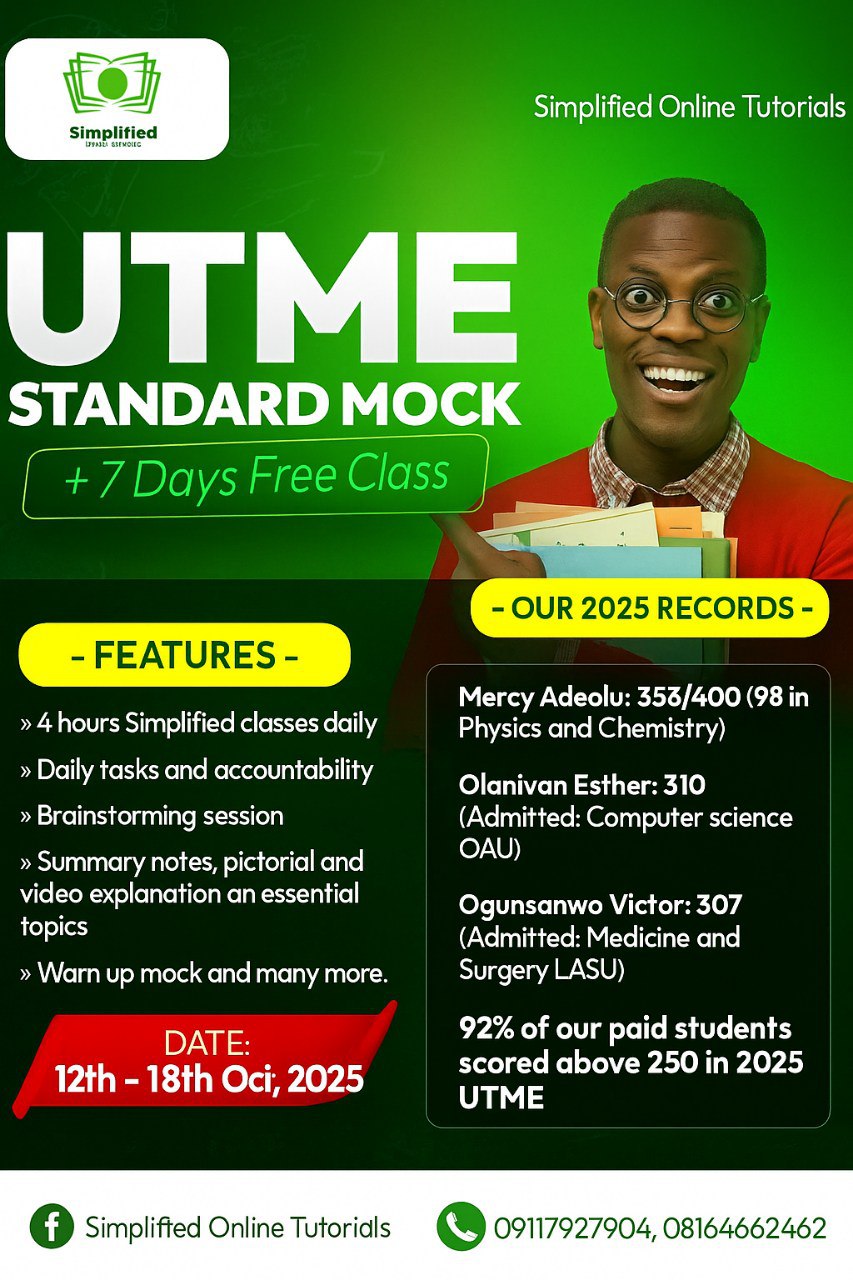 Simplified
Simplified Online Tutorials
UTME
STANDARD MOCK
+ 7 Days Free Class
- FEATURES -
» 4 hours Simplified classes daily
» Daily tasks and accountability
» Brainstorming session
» Summary notes, pictorial and
video explanation an essential
topics
» Warn up mock and many more.
DATE:
12th - 18th Oci, 2025
- OUR 2025 RECORDS -
Mercy Adeolu: /400 (98 in
Physics and Chemistry)
Olanivan Esther: 310
(Admitted: Computer science
OAU)
Ogunsanwo Victor: 307
(Admitted: Medicine and
Surgery LASU)
92% of our paid students
scored above 250 in 2025
UTME
Simplified Online Tutorials
09117927904, 08164662462